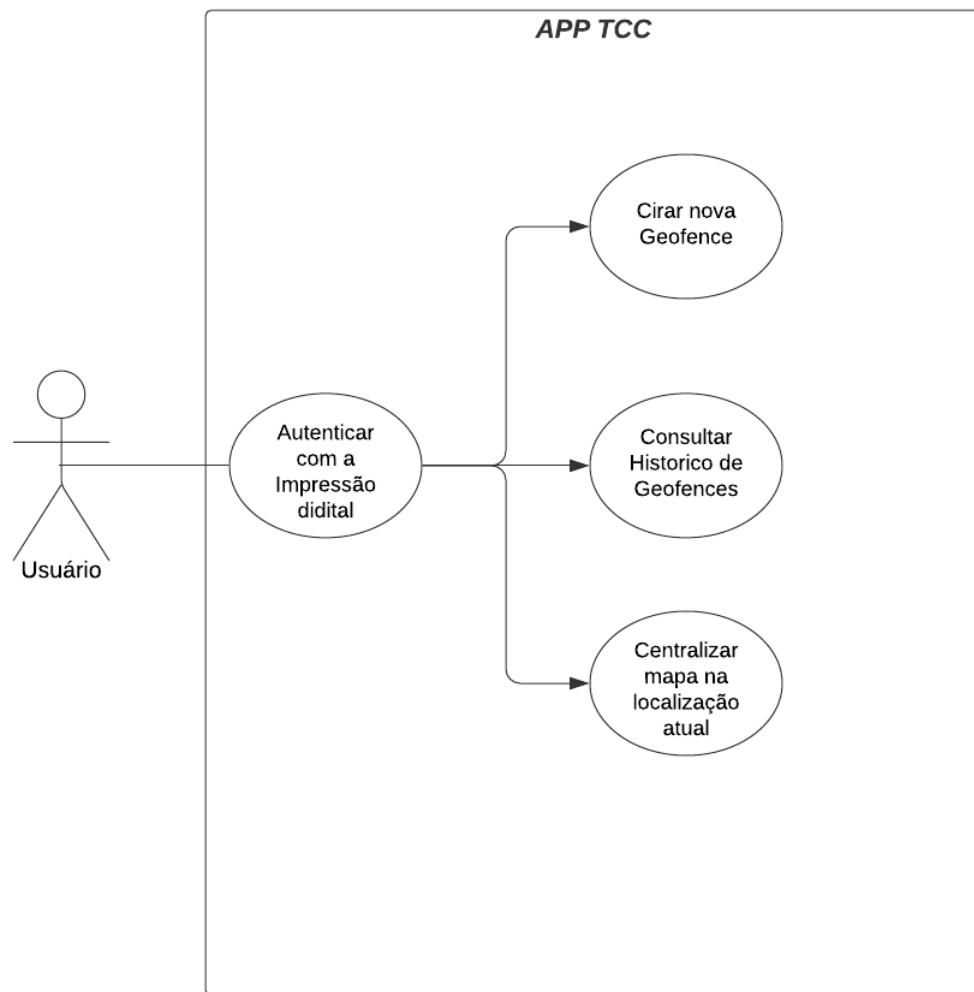 APP TCC
Cirar nova
Geofence
Autenticar
com a
Impressão
didital
Consultar
Historico de
Geofences
Usuário
Centralizar
mapa na
localização
atual